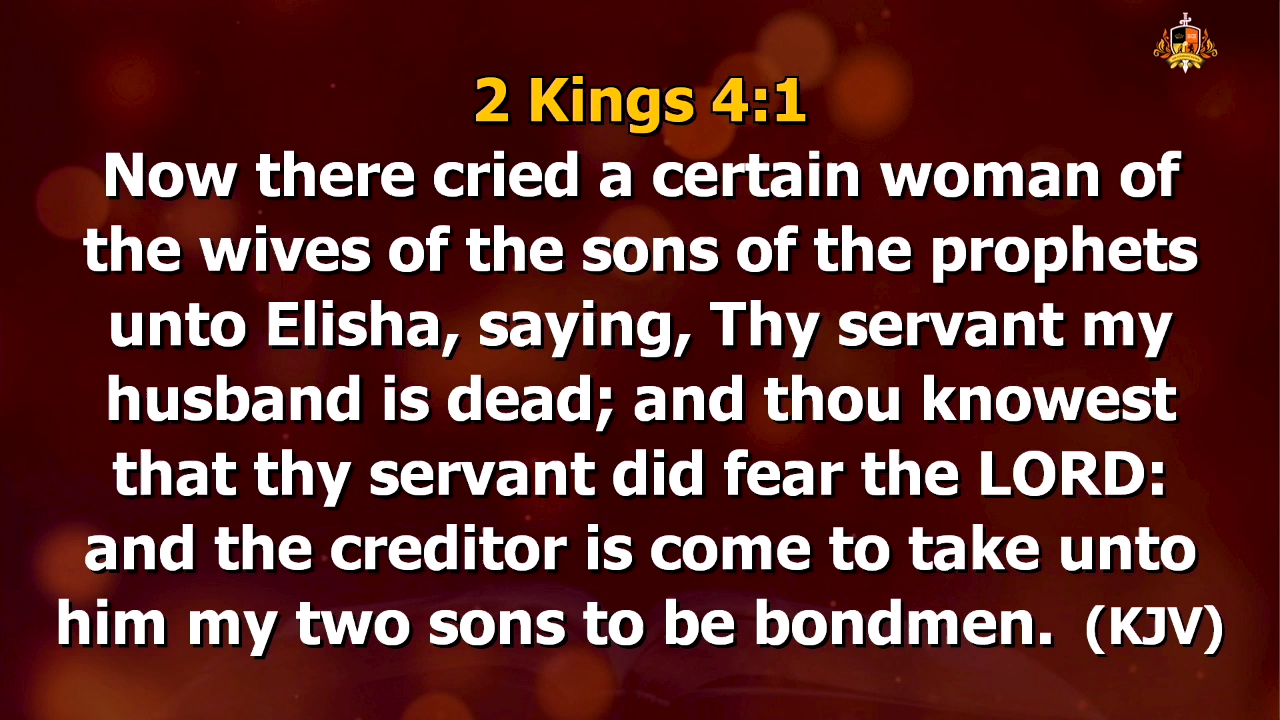 2 Kings 4:1
Now there cried a certain woman of
the wives of the sons of the prophets
unto Elisha, saying, Thy servant my
husband is dead; and thou knowest
that thy servant did fear the LORD:
and the creditor is come to take unto
him my two sons to be bondmen. (KJV)